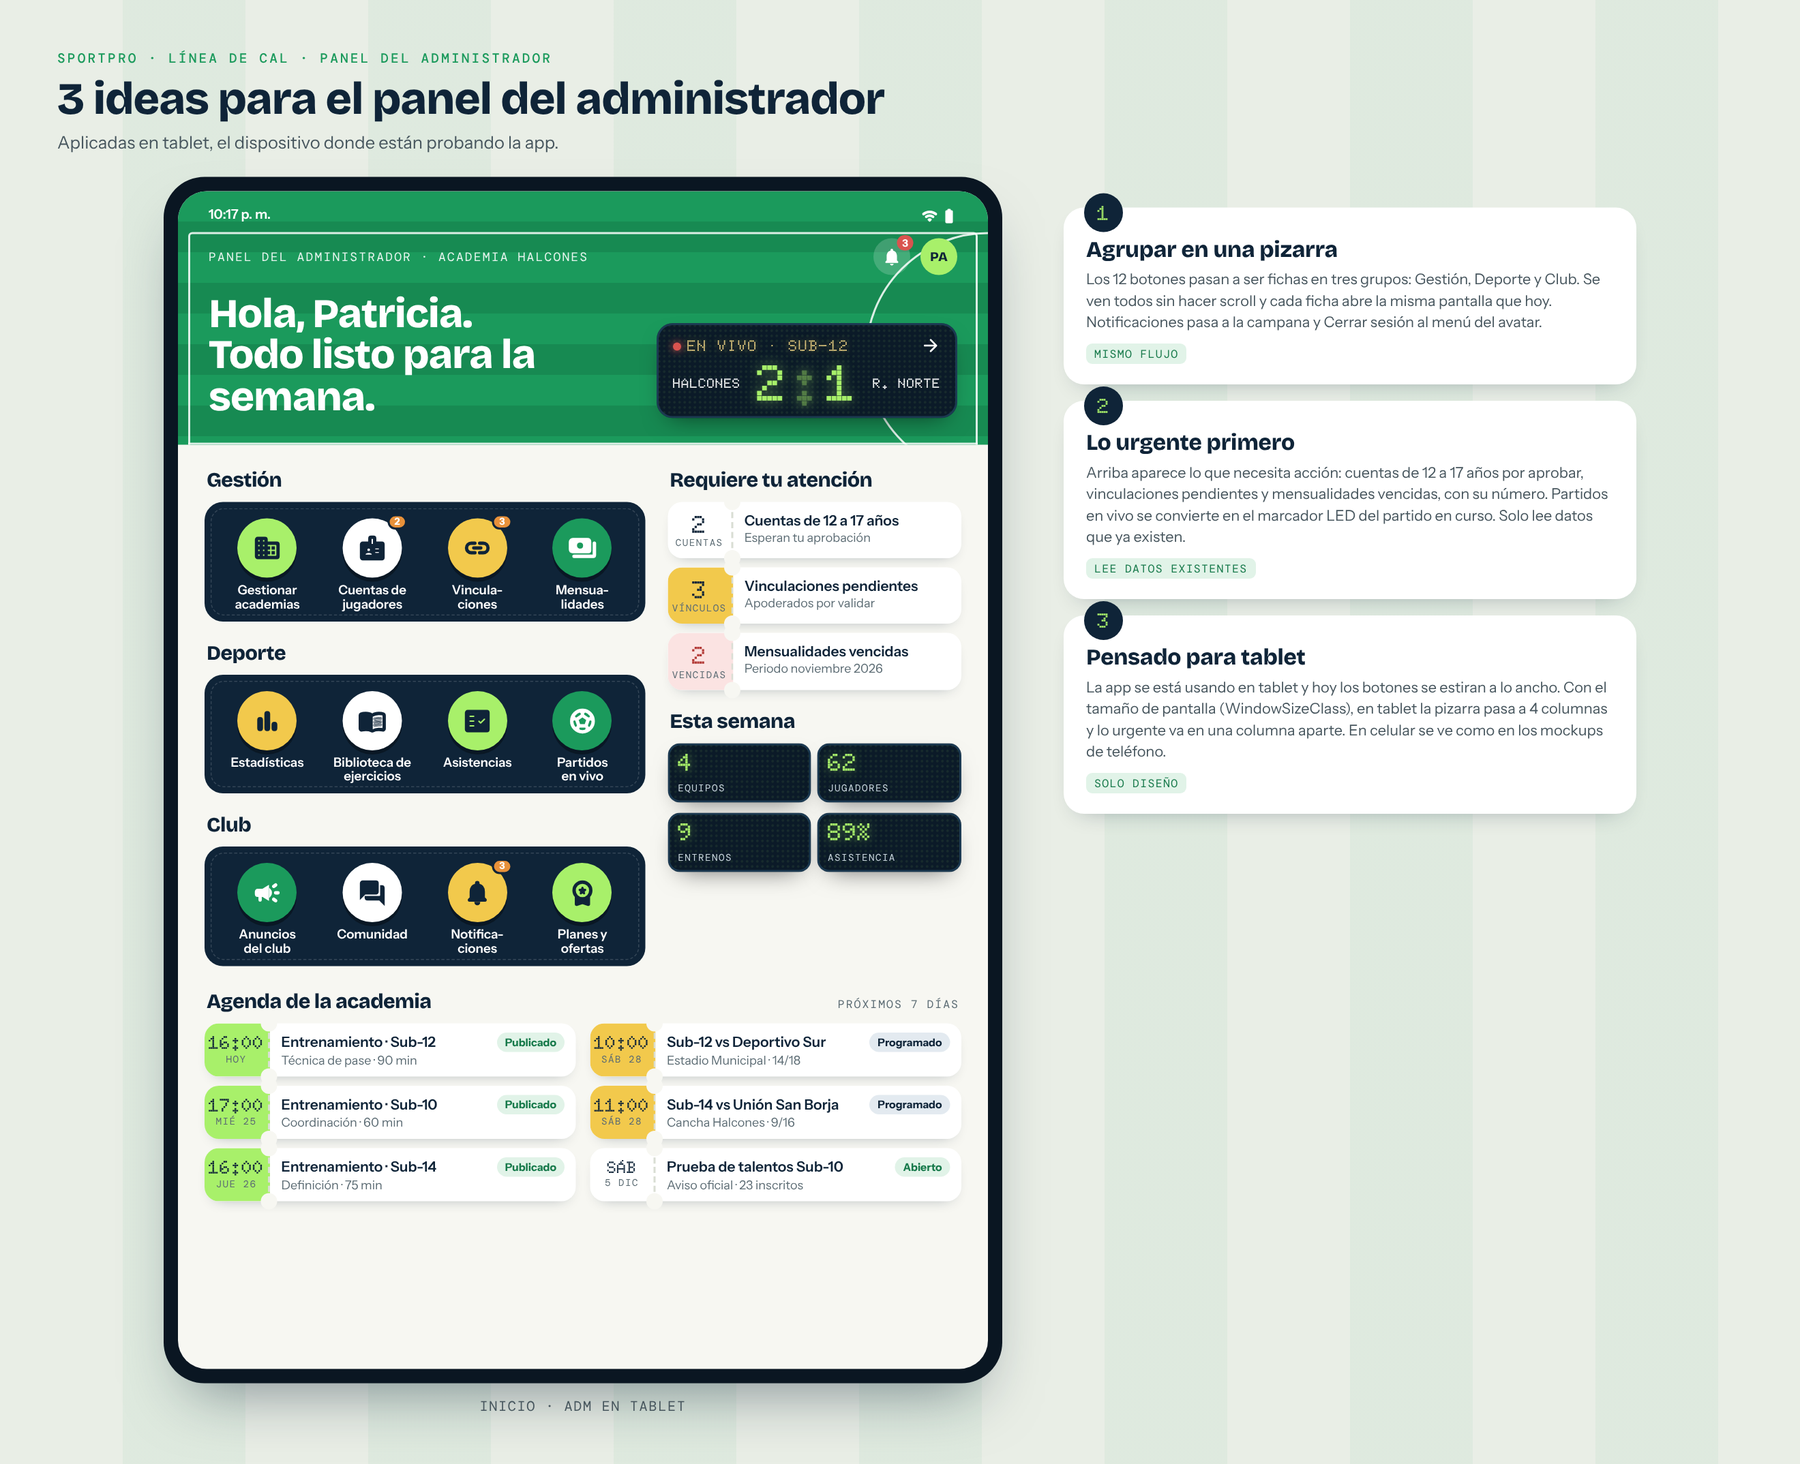 SPORTPRO · LÍNEA DE CAL · PANEL DEL ADMINISTRADOR
3 ideas para el panel del administrador
Aplicadas en tablet, el dispositivo donde están probando la app.
10:17 p. m.
PANEL DEL ADMINISTRADOR · ACADEMIA HALCONES
3
PA
Hola, Patricia.
Todo listo para la
semana.
EN VIVO · SUB-12
HALCONES 2:1 R. NORTE
Gestión
2
3
Gestionar
academias
Cuentas de
jugadores
Vincula-
ciones
Mensua-
lidades
Deporte
Estadísticas
Biblioteca de
ejercicios
Asistencias
Partidos
en vivo
Club
3
Anuncios
del club
Comunidad
Notifica-
ciones
Planes y
ofertas
Requiere tu atención
2
CUENTAS
Cuentas de 12 a 17 años
Esperan tu aprobación
3
VÍNCULOS
Vinculaciones pendientes
Apoderados por validar
2
VENCIDAS
Mensualidades vencidas
Periodo noviembre 2026
Esta semana
4
EQUIPOS
62
JUGADORES
9
ENTRENOS
89%
ASISTENCIA
Agenda de la academia
PRÓXIMOS 7 DÍAS
16:00
HOY
Entrenamiento · Sub-12
Técnica de pase · 90 min
Publicado
10:00
SÁB 28
Sub-12 vs Deportivo Sur
Estadio Municipal · 14/18
Programado
17:00
MIÉ 25
Entrenamiento · Sub-10
Coordinación · 60 min
Publicado
11:00
SÁB 28
Sub-14 vs Unión San Borja
Cancha Halcones · 9/16
Programado
16:00
JUE 26
Entrenamiento · Sub-14
Definición · 75 min
Publicado
SÁB
5 DIC
Prueba de talentos Sub-10
Aviso oficial · 23 inscritos
Abierto
INICIO · ADM EN TABLET
1
Agrupar en una pizarra
Los 12 botones pasan a ser fichas en tres grupos: Gestión, Deporte y Club. Se
ven todos sin hacer scroll y cada ficha abre la misma pantalla que hoy.
Notificaciones pasa a la campana y Cerrar sesión al menú del avatar.
MISMO FLUJO
2
Lo urgente primero
Arriba aparece lo que necesita acción: cuentas de 12 a 17 años por aprobar,
vinculaciones pendientes y mensualidades vencidas, con su número. Partidos
en vivo se convierte en el marcador LED del partido en curso. Solo lee datos
que ya existen.
LEE DATOS EXISTENTES
3
Pensado para tablet
La app se está usando en tablet y hoy los botones se estiran a lo ancho. Con el
tamaño de pantalla (WindowSizeClass), en tablet la pizarra pasa a 4 columnas
y lo urgente va en una columna aparte. En celular se ve como en los mockups
de teléfono.
SOLO DISEÑO